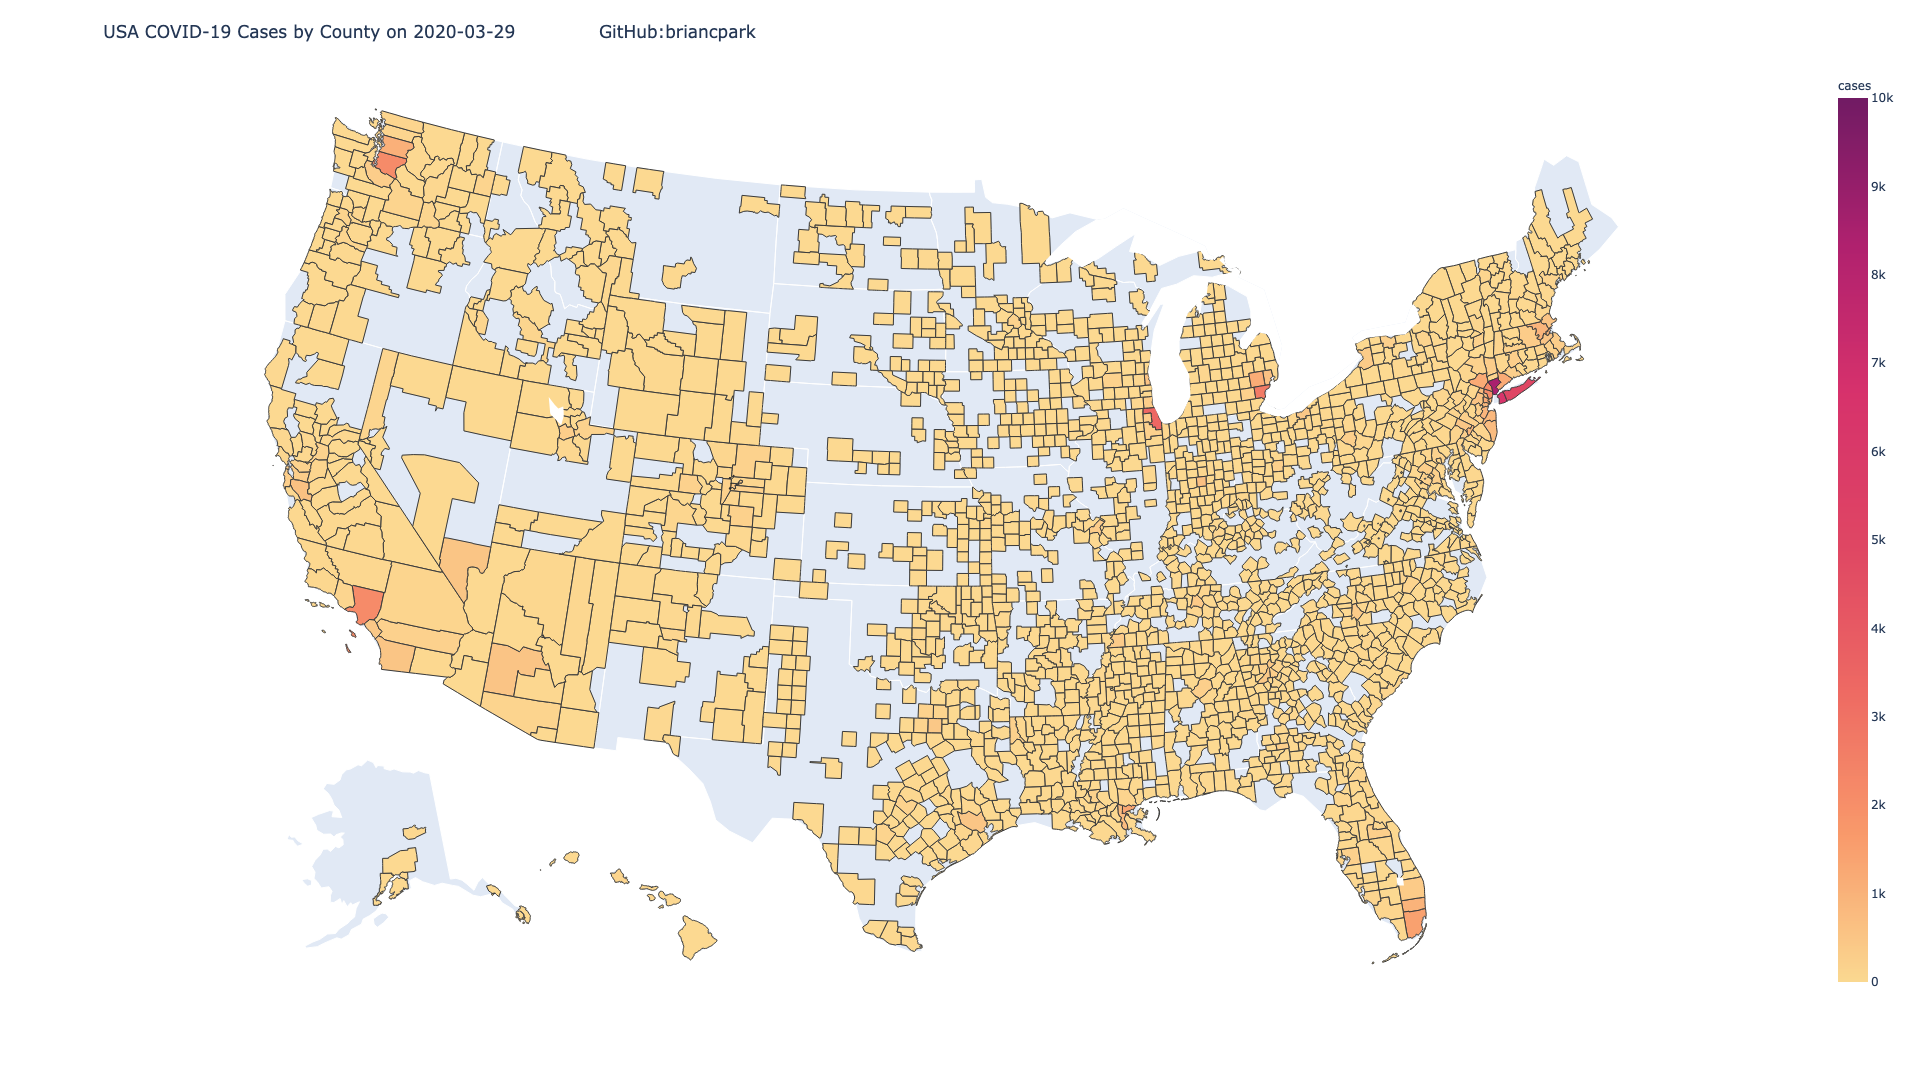 USA COVID-19 Cases by County on 2020-03-29 GitHub:briancpark
cases
10k
9k
8k
7k
6k
5k
4k
3k
2k
1k
0